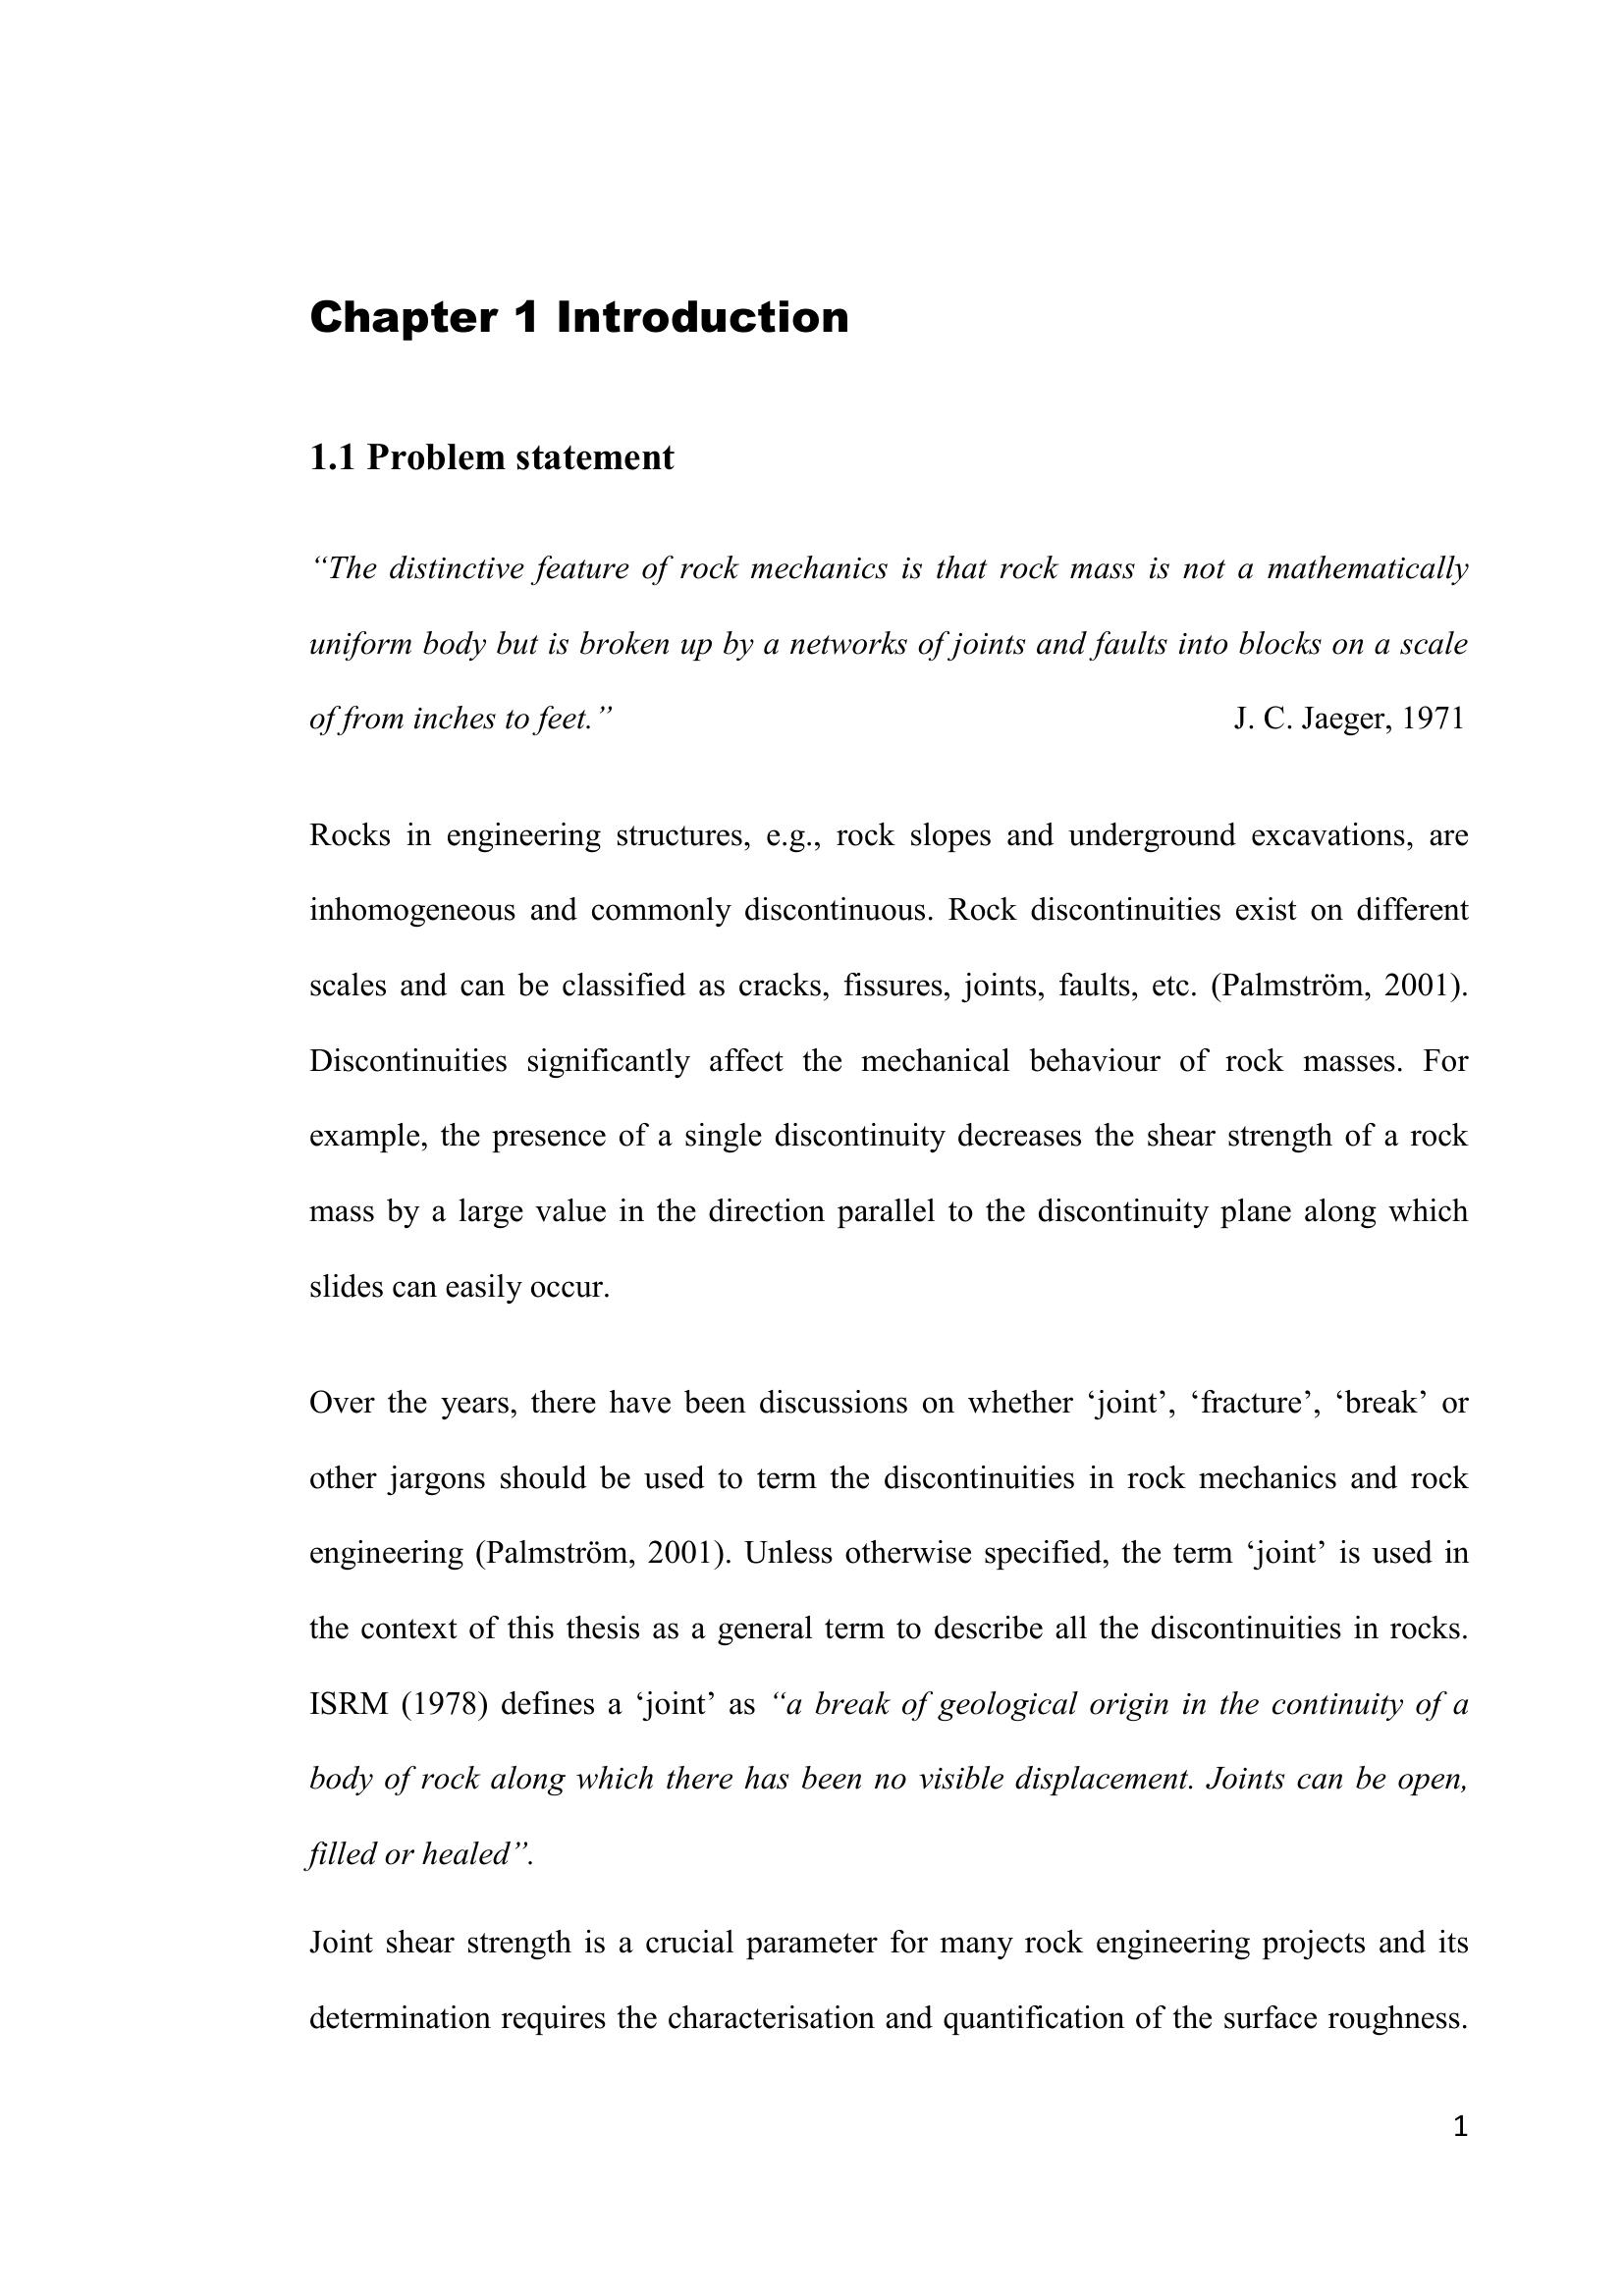 Chapter 1 Introduction
1.1 Problem statement
“The distinctive feature of rock mechanics is that rock mass is not a mathematically
uniform body but is broken up by a networks of joints and faults into blocks on a scale
of from inches to feet.” J. C. Jaeger, 1971
Rocks in engineering structures, e.g., rock slopes and underground excavations, are
inhomogeneous and commonly discontinuous. Rock discontinuities exist on different
scales and can be classified as cracks, fissures, joints, faults, etc. (Palmström, 2001).
Discontinuities significantly affect the mechanical behaviour of rock masses. For
example, the presence of a single discontinuity decreases the shear strength of a rock
mass by a large value in the direction parallel to the discontinuity plane along which
slides can easily occur.
Over the years, there have been discussions on whether ‘joint’, ‘fracture’, ‘break’ or
other jargons should be used to term the discontinuities in rock mechanics and rock
engineering (Palmström, 2001). Unless otherwise specified, the term ‘joint’ is used in
the context of this thesis as a general term to describe all the discontinuities in rocks.
ISRM (1978) defines a ‘joint’ as “a break of geological origin in the continuity of a
body of rock along which there has been no visible displacement. Joints can be open,
filled or healed”.
Joint shear strength is a crucial parameter for many rock engineering projects and its
determination requires the characterisation and quantification of the surface roughness.
1